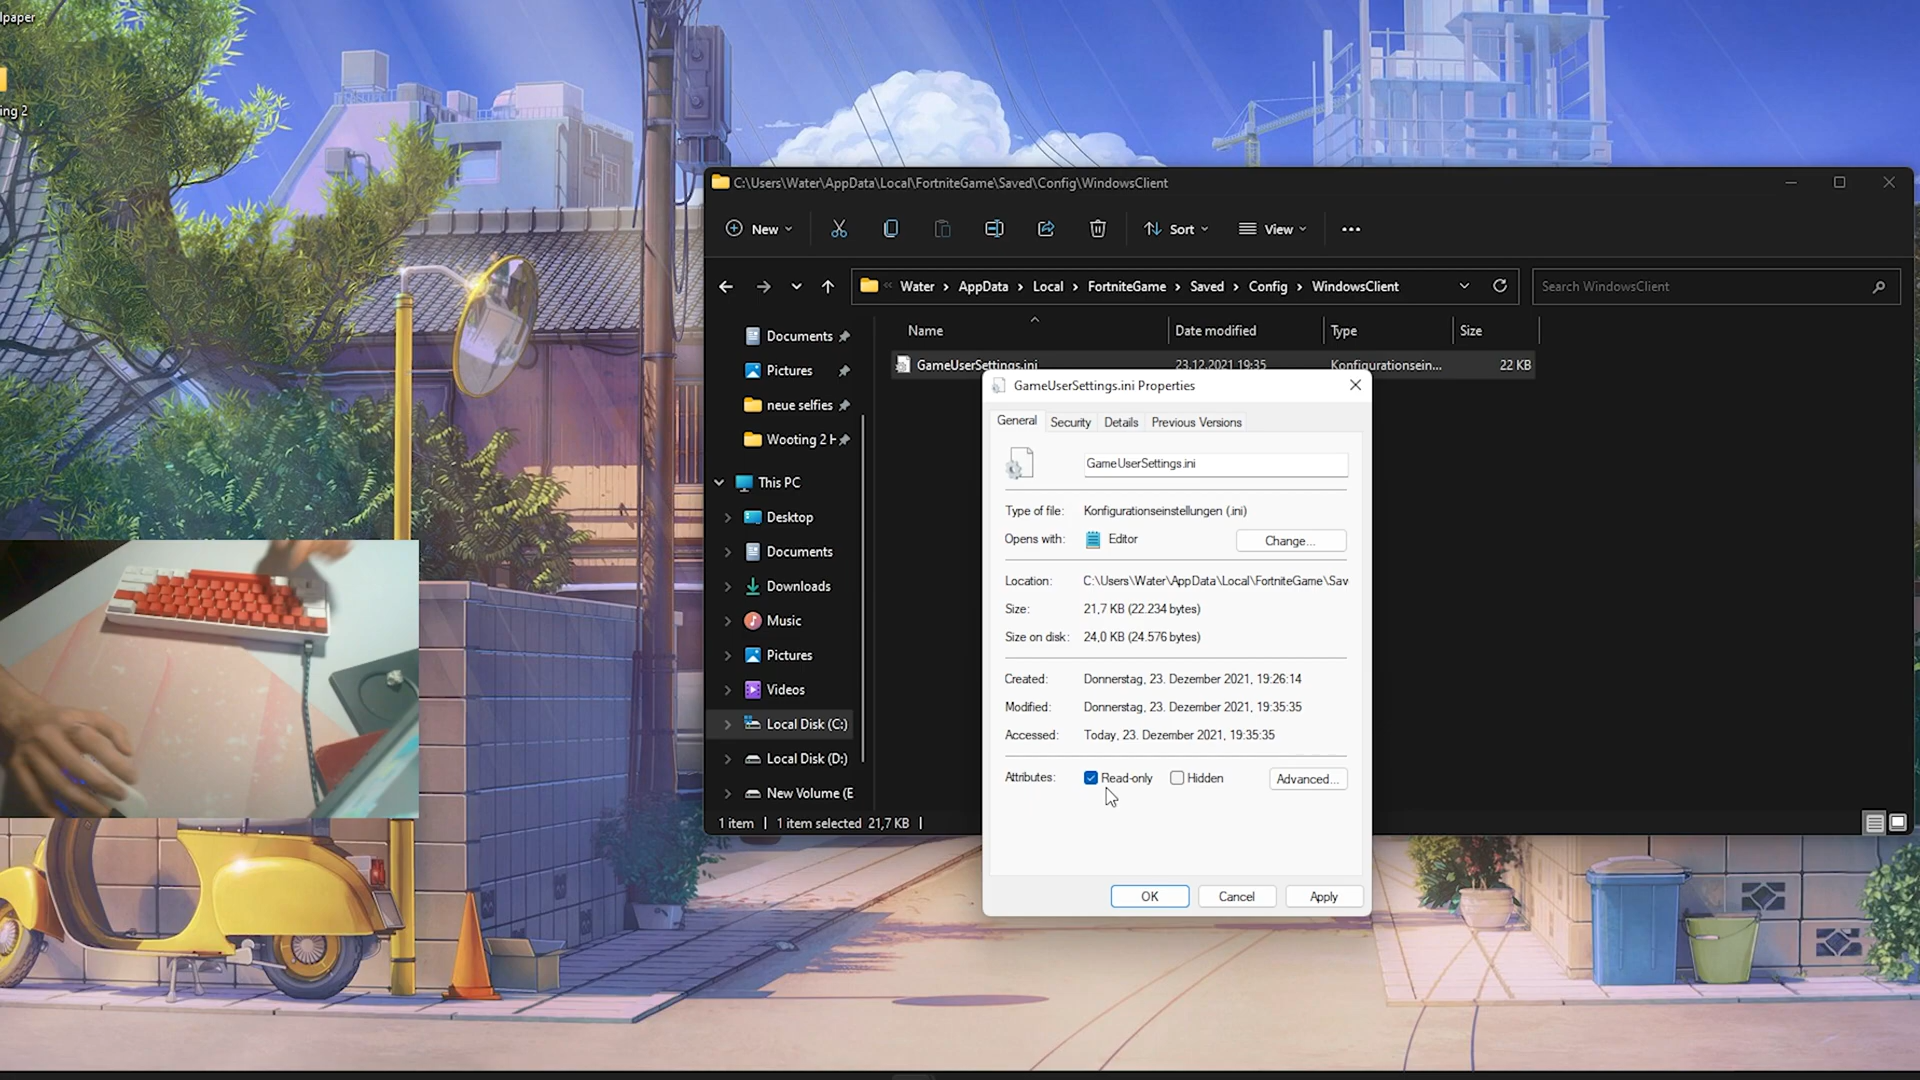 lpaper
ing 2
C:\Users\Water\AppData\Local\FortniteGame\Saved\Config\WindowsClient
New
Sort
View
Water
AppData
Local
FortniteGame
Saved
Config
WindowsClient
Search WindowsClient
Name
Date modified
Type
Size
GameUserSettings.ini
23.12.2021 19:35
Konfigurationsein...
22 KB
Documents
Pictures
neue selfies
Wooting 2 H
This PC
Desktop
Documents
Downloads
Music
Pictures
Videos
Local Disk (C:)
Local Disk (D:)
New Volume (E
1 item
1 item selected 21,7 KB
GameUserSettings.ini Properties
General
Security
Details
Previous Versions
GameUserSettings.ini
Type of file: Konfigurationseinstellungen (.ini)
Opens with: Editor
Change...
Location: C:\Users\Water\AppData\Local\FortniteGame\Sav
Size: 21,7 KB (22.234 bytes)
Size on disk: 24,0 KB (24.576 bytes)
Created: Donnerstag, 23. Dezember 2021, 19:26:14
Modified: Donnerstag, 23. Dezember 2021, 19:35:35
Accessed: Today, 23. Dezember 2021, 19:35:35
Attributes: Read-only Hidden
Advanced...
OK
Cancel
Apply